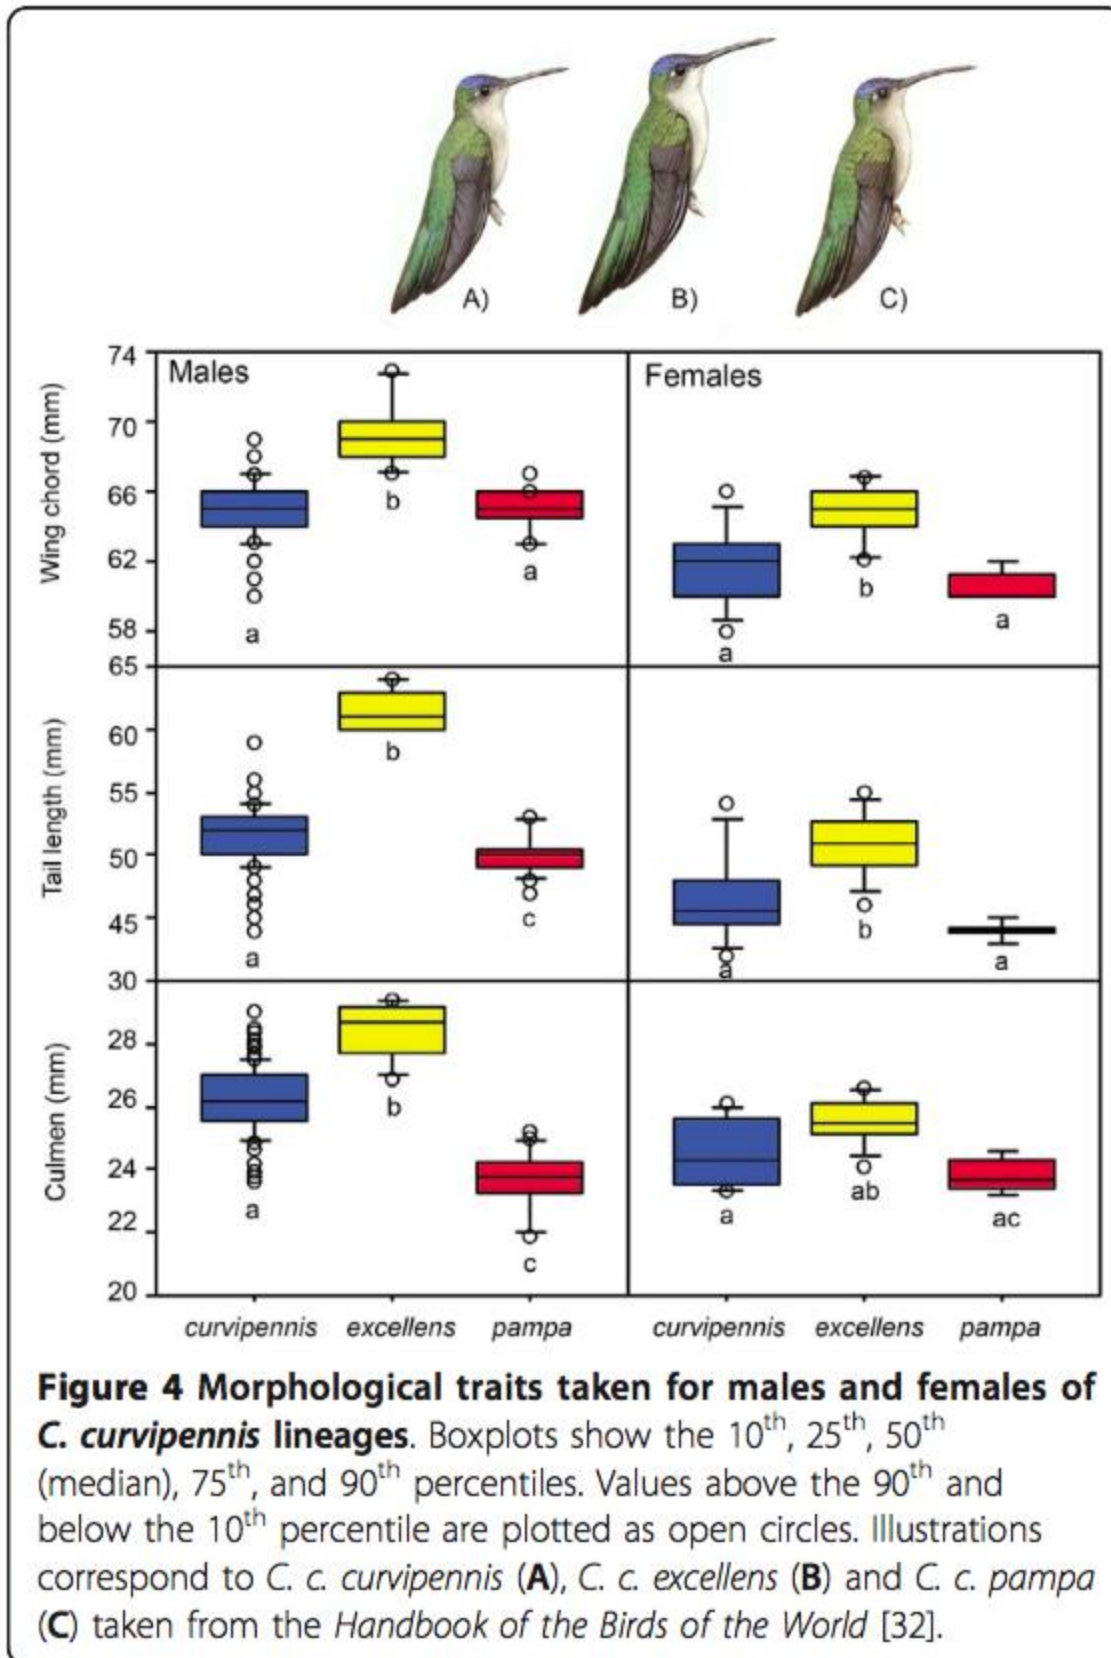 A)
B)
C)
Males
Females
Wing chord (mm)
74
70
66
62
58
a
b
a
a
b
a
Tail length (mm)
65
60
55
50
45
a
b
c
a
b
a
Culmen (mm)
30
28
26
24
22
20
a
b
c
a
ab
ac
curvipennis excellens pampa curvipennis excellens pampa
Figure 4 Morphological traits taken for males and females of
C. curvipennis lineages. Boxplots show the 10th, 25th, 50th
(median), 75th, and 90th percentiles. Values above the 90th and
below the 10th percentile are plotted as open circles. Illustrations
correspond to C. c. curvipennis (A), C. c. excellens (B) and C. c. pampa
(C) taken from the Handbook of the Birds of the World [32].